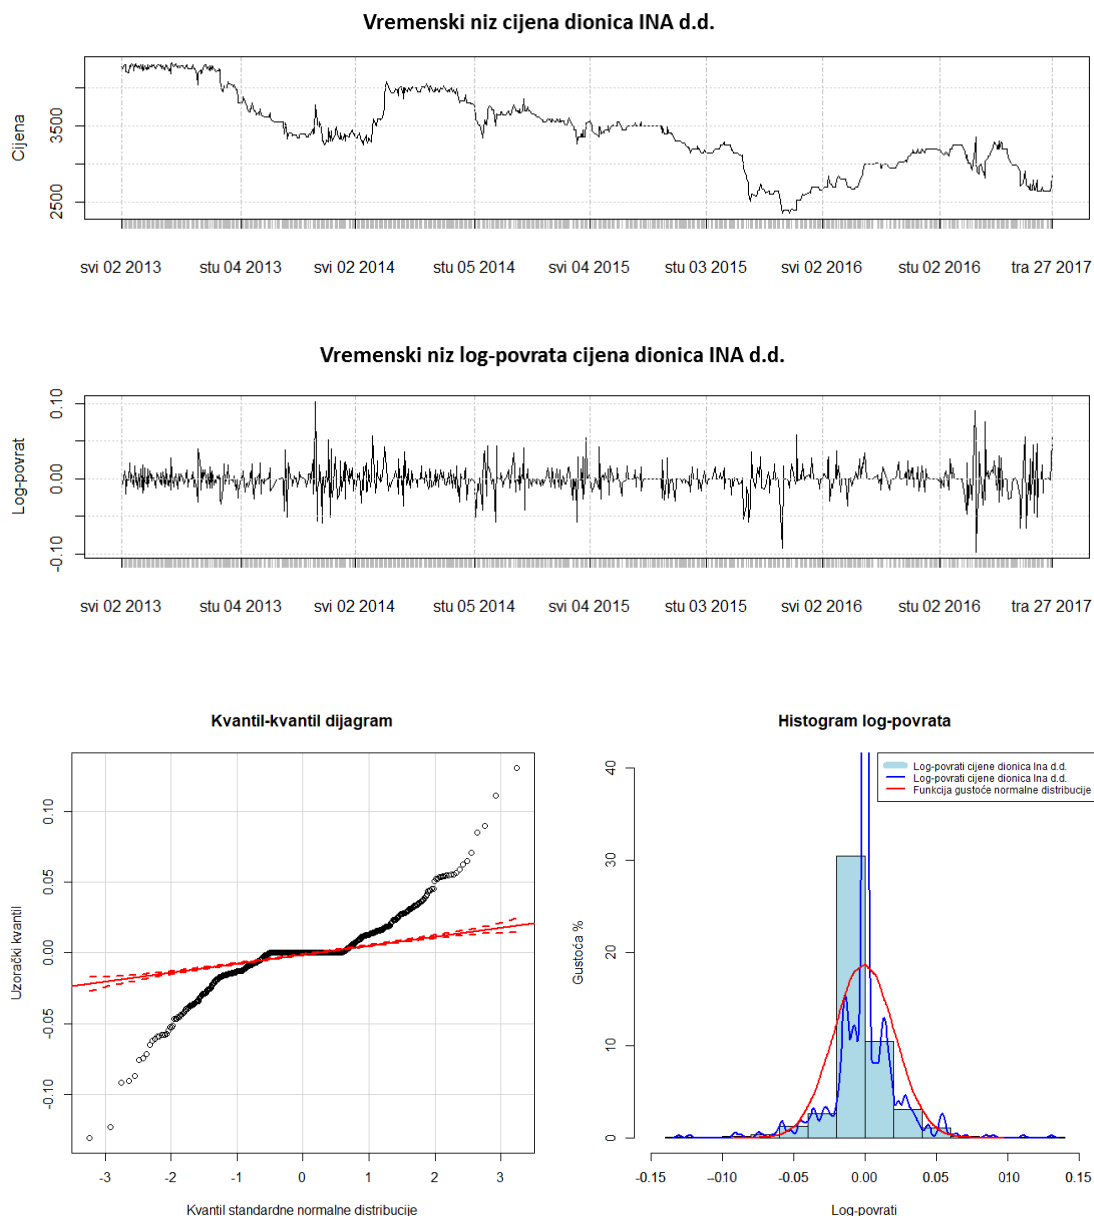 Vremenski niz cijena dionica INA d.d.
Cijena
3500
2500
svi 02 2013 stu 04 2013 svi 02 2014 stu 05 2014 svi 04 2015 stu 03 2015 svi 02 2016 stu 02 2016 tra 27 2017
Vremenski niz log-povrata cijena dionica INA d.d.
Log-povrat
0.10
0.00
-0.10
svi 02 2013 stu 04 2013 svi 02 2014 stu 05 2014 svi 04 2015 stu 03 2015 svi 02 2016 stu 02 2016 tra 27 2017
Kvantil-kvantil dijagram
Uzorački kvantil
0.10
0.05
0.00
-0.05
-0.10
-3 -2 -1 0 1 2 3
Kvantil standardne normalne distribucije
Histogram log-povrata
Log-povrati cijene dionica Ina d.d.
Log-povrati cijene dionica Ina d.d.
Funkcija gustoće normalne distribucije
Gustoća %
40
30
20
10
0
-0.15 -0.10 -0.05 0.00 0.05 010 0.15
Log-povrati